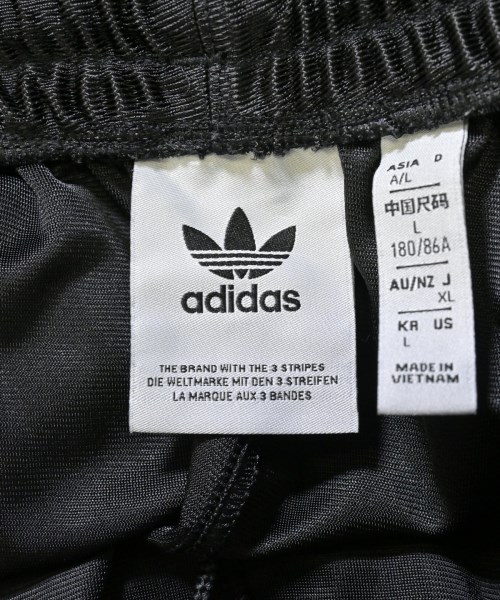 adidas
THE BRAND WITH THE 3 STRIPES
DIE WELTMARKE MIT DEN 3 STREIFEN
LA MARQUE AUX 3 BANDES
ASIA D
A/L
中国尺码
L
180/86A
AU/NZ J
XL
KR US
L
MADE IN
VIETNAM